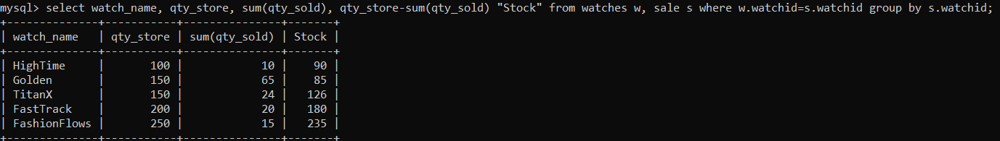 mysql> select watch_name, qty_store, sum(qty_sold), qty_store-sum(qty_sold) "Stock" from watches w, sale s where w.watchid=s.watchid group by s.watchid;
+--------------+-----------+---------------+-------+
| watch_name   | qty_store | sum(qty_sold) | Stock |
+--------------+-----------+---------------+-------+
| HighTime     |       100 |            10 |    90 |
| Golden       |       150 |            65 |    85 |
| TitanX       |       150 |            24 |   126 |
| FastTrack    |       200 |            20 |   180 |
| FashionFlows |       250 |            15 |   235 |
+--------------+-----------+---------------+-------+